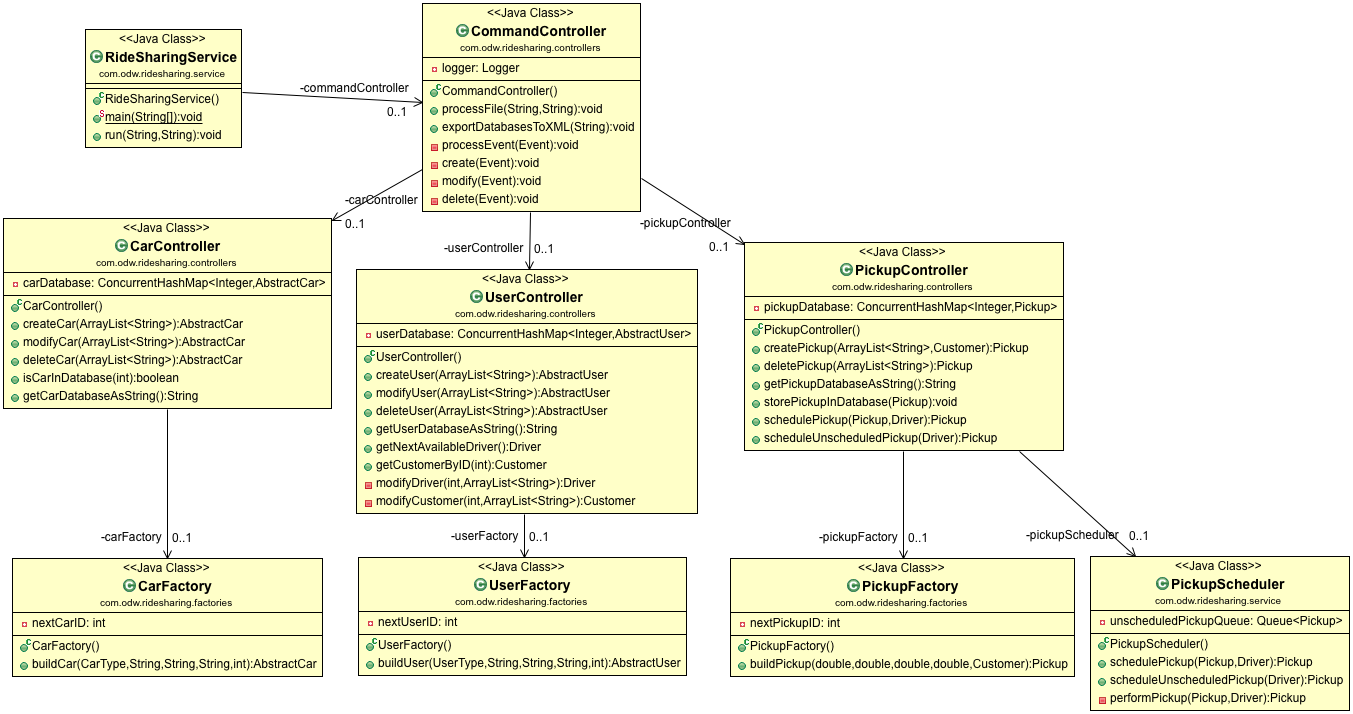 <<Java Class>>
RideSharingService
com.odw.ridesharing.service
RideSharingService()
main(String[]):void
run(String,String):void
-commandController
0..1
<<Java Class>>
CommandController
com.odw.ridesharing.controllers
logger: Logger
CommandController()
processFile(String,String):void
exportDatabasesToXML(String):void
processEvent(Event):void
create(Event):void
modify(Event):void
delete(Event):void
-carController
0..1
-userController
0..1
-pickupController
0..1
<<Java Class>>
CarController
com.odw.ridesharing.controllers
carDatabase: ConcurrentHashMap<Integer,AbstractCar>
CarController()
createCar(ArrayList<String>):AbstractCar
modifyCar(ArrayList<String>):AbstractCar
deleteCar(ArrayList<String>):AbstractCar
isCarInDatabase(int):boolean
getCarDatabaseAsString():String
<<Java Class>>
UserController
com.odw.ridesharing.controllers
userDatabase: ConcurrentHashMap<Integer,AbstractUser>
UserController()
createUser(ArrayList<String>):AbstractUser
modifyUser(ArrayList<String>):AbstractUser
deleteUser(ArrayList<String>):AbstractUser
getUserDatabaseAsString():String
getNextAvailableDriver():Driver
getCustomerByID(int):Customer
modifyDriver(int,ArrayList<String>):Driver
modifyCustomer(int,ArrayList<String>):Customer
<<Java Class>>
PickupController
com.odw.ridesharing.controllers
pickupDatabase: ConcurrentHashMap<Integer,Pickup>
PickupController()
createPickup(ArrayList<String>,Customer):Pickup
deletePickup(ArrayList<String>):Pickup
getPickupDatabaseAsString():String
storePickupInDatabase(Pickup):void
schedulePickup(Pickup,Driver):Pickup
scheduleUnscheduledPickup(Driver):Pickup
-carFactory
0..1
-userFactory
0..1
-pickupFactory
0..1
-pickupScheduler
0..1
<<Java Class>>
CarFactory
com.odw.ridesharing.factories
nextCarID: int
CarFactory()
buildCar(CarType,String,String,String,int):AbstractCar
<<Java Class>>
UserFactory
com.odw.ridesharing.factories
nextUserID: int
UserFactory()
buildUser(UserType,String,String,String,int):AbstractUser
<<Java Class>>
PickupFactory
com.odw.ridesharing.factories
nextPickupID: int
PickupFactory()
buildPickup(double,double,double,double,Customer):Pickup
<<Java Class>>
PickupScheduler
com.odw.ridesharing.service
unscheduledPickupQueue: Queue<Pickup>
PickupScheduler()
schedulePickup(Pickup,Driver):Pickup
scheduleUnscheduledPickup(Driver):Pickup
performPickup(Pickup,Driver):Pickup